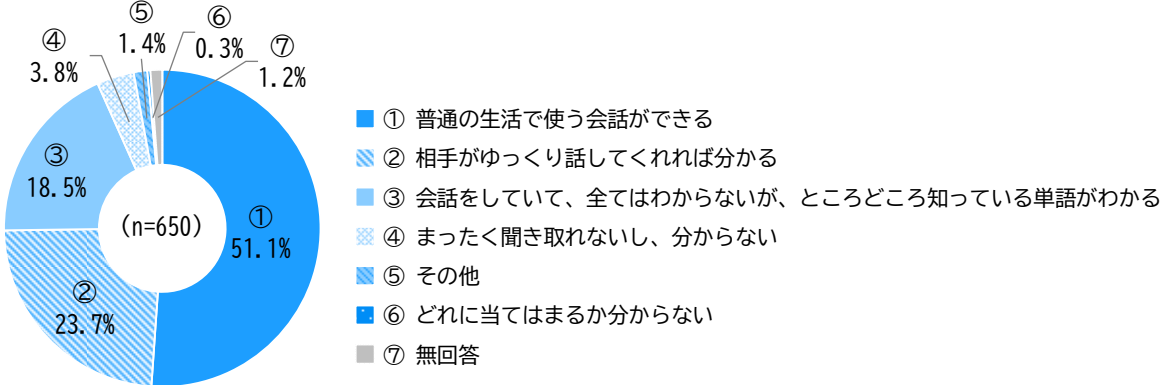 ⑤
1.4%
⑥
0.3%
④
3.8%
⑦
1.2%
③
18.5%
(n=650)
①
51.1%
②
23.7%
① 普通の生活で使う会話ができる
② 相手がゆっくり話してくれれば分かる
③ 会話をしていて、全てはわからないが、ところどころ知っている単語がわかる
④ まったく聞き取れないし、分からない
⑤ その他
⑥ どれに当てはまるか分からない
⑦ 無回答